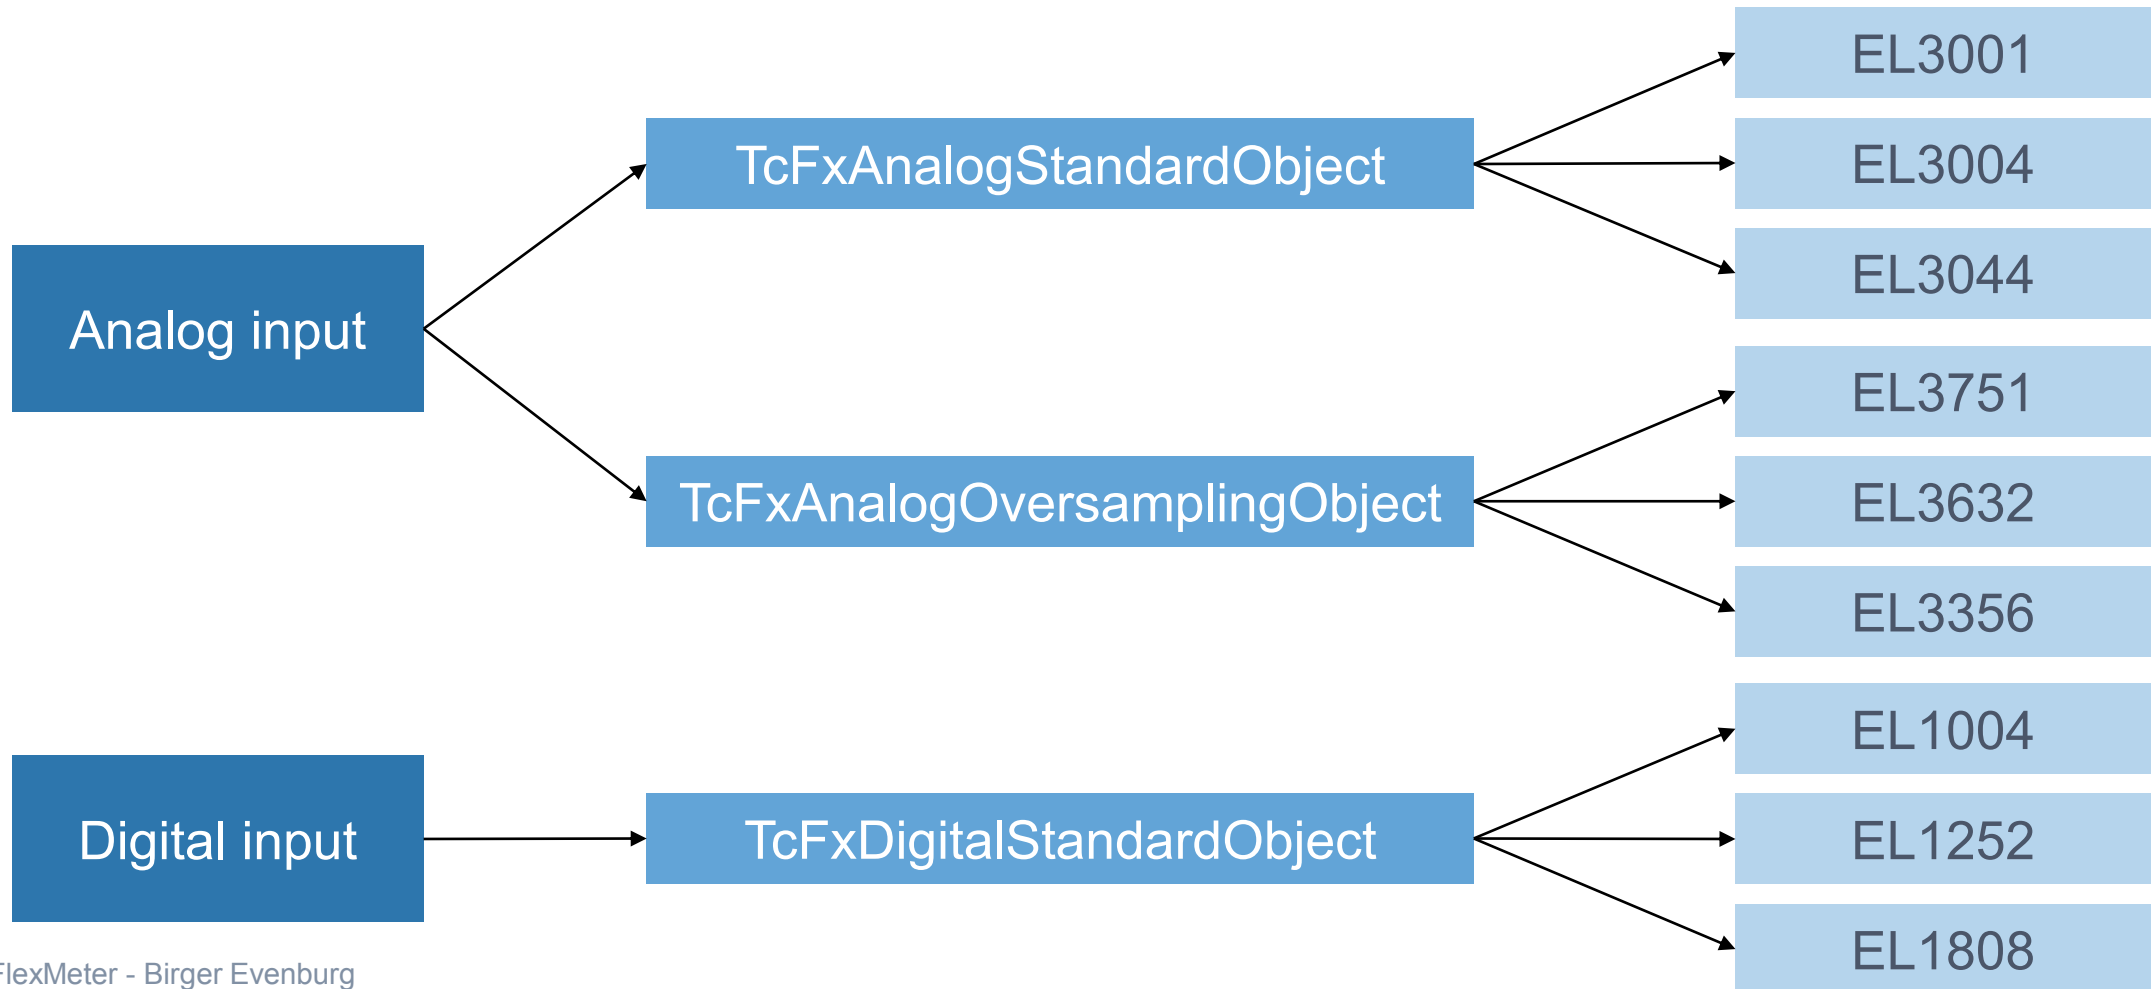 EL3001
TcFxAnalogStandardObject
EL3004
EL3044
Analog input
EL3751
TcFxAnalogOversamplingObject
EL3632
EL3356
EL1004
Digital input
TcFxDigitalStandardObject
EL1252
EL1808
FlexMeter - Birger Evenburg